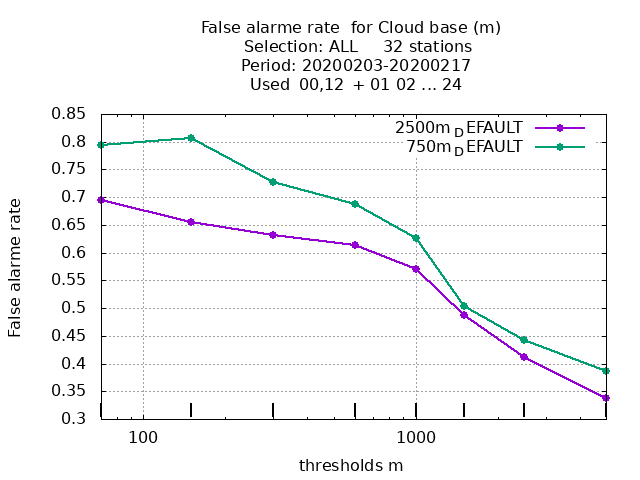 False alarme rate  for Cloud base (m)
Selection: ALL     32 stations
Period: 20200203-20200217
Used  00,12  + 01 02 ... 24
0.85
0.8
0.75
0.7
0.65
0.6
0.55
0.5
0.45
0.4
0.35
0.3
False alarme rate
2500m_DEFAULT
750m_DEFAULT
100
1000
thresholds m